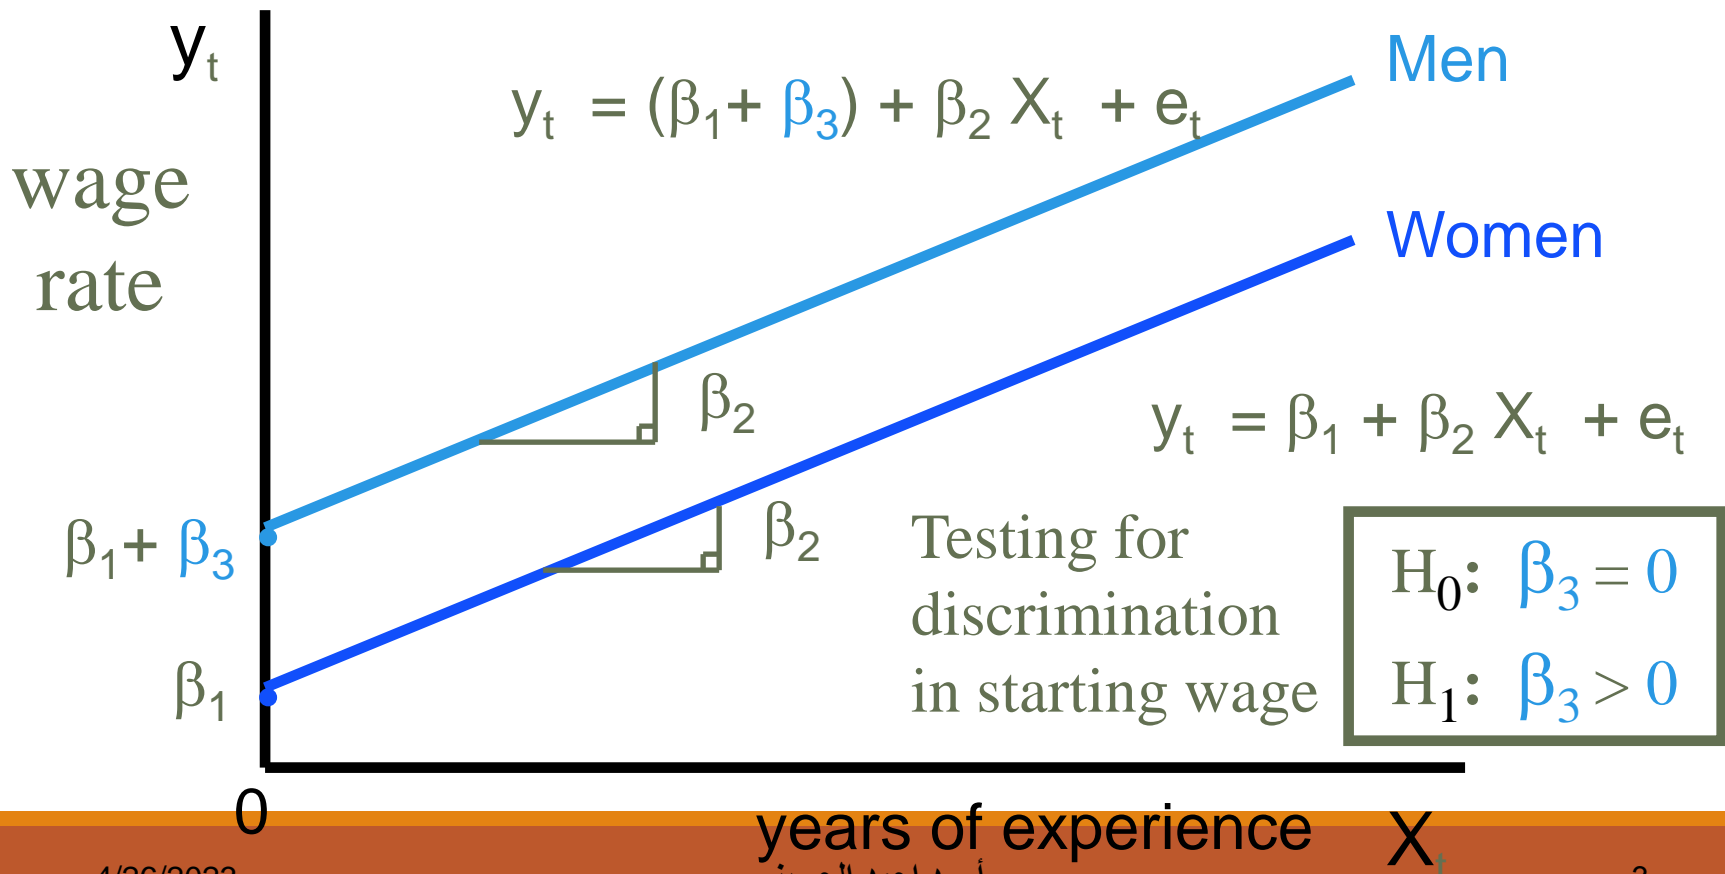 yₜ
Men
yₜ = (β₁+ β₃) + β₂ Xₜ + eₜ
wage
rate
Women
β₂
yₜ = β₁ + β₂ Xₜ + eₜ
β₁+ β₃
β₂
Testing for
discrimination
in starting wage
H₀: β₃ = 0
H₁: β₃ > 0
β₁
0
years of experience Xₜ